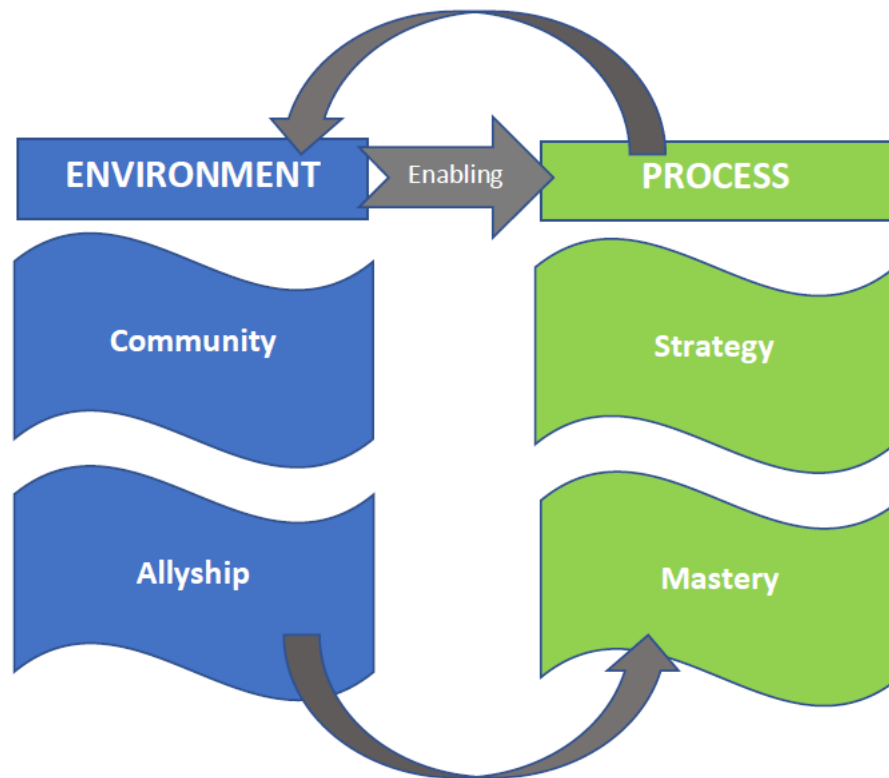 ENVIRONMENT
Enabling
PROCESS
Community
Strategy
Allyship
Mastery